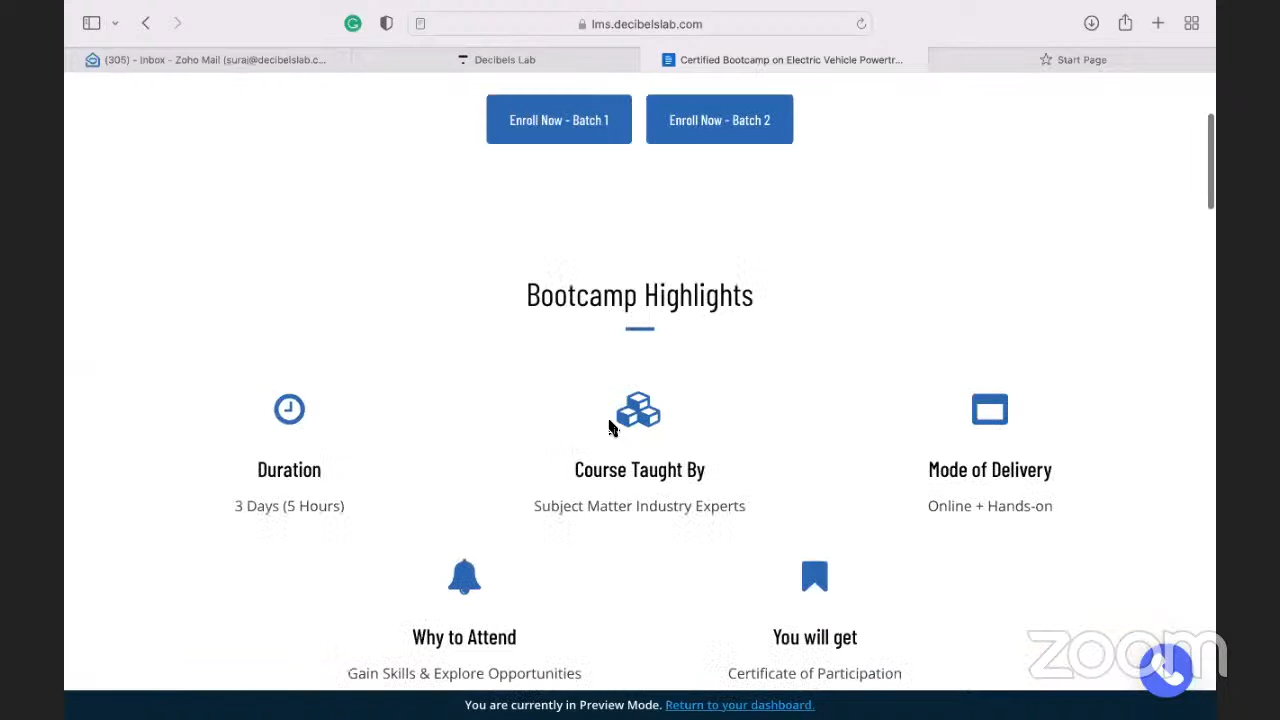 lms.decibelslab.com
(305) - Inbox - Zoho Mail (suraj@decibelslab.c...
Decibels Lab
Certified Bootcamp on Electric Vehicle Powertr...
Start Page
Enroll Now - Batch 1
Enroll Now - Batch 2
Bootcamp Highlights
Duration
3 Days (5 Hours)
Course Taught By
Subject Matter Industry Experts
Mode of Delivery
Online + Hands-on
Why to Attend
Gain Skills & Explore Opportunities
You will get
Certificate of Participation
zoom
You are currently in Preview Mode. Return to your dashboard.